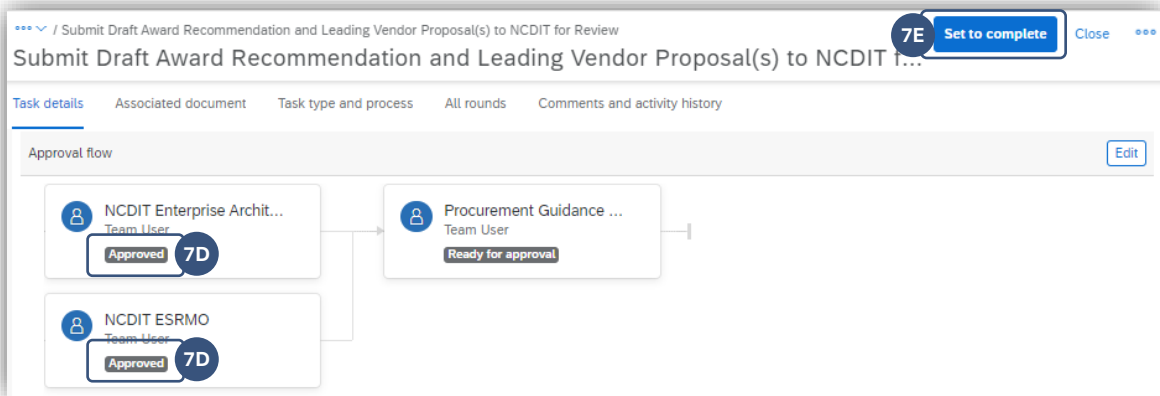 / Submit Draft Award Recommendation and Leading Vendor Proposal(s) to NCDIT for Review
Submit Draft Award Recommendation and Leading Vendor Proposal(s) to NCDIT f...
7E
Set to complete
Close
Task details Associated document Task type and process All rounds Comments and activity history
Approval flow
Edit
NCDIT Enterprise Archit...
Team User
Approved
7D
Procurement Guidance ...
Team User
Ready for approval
NCDIT ESRMO
Team User
Approved
7D